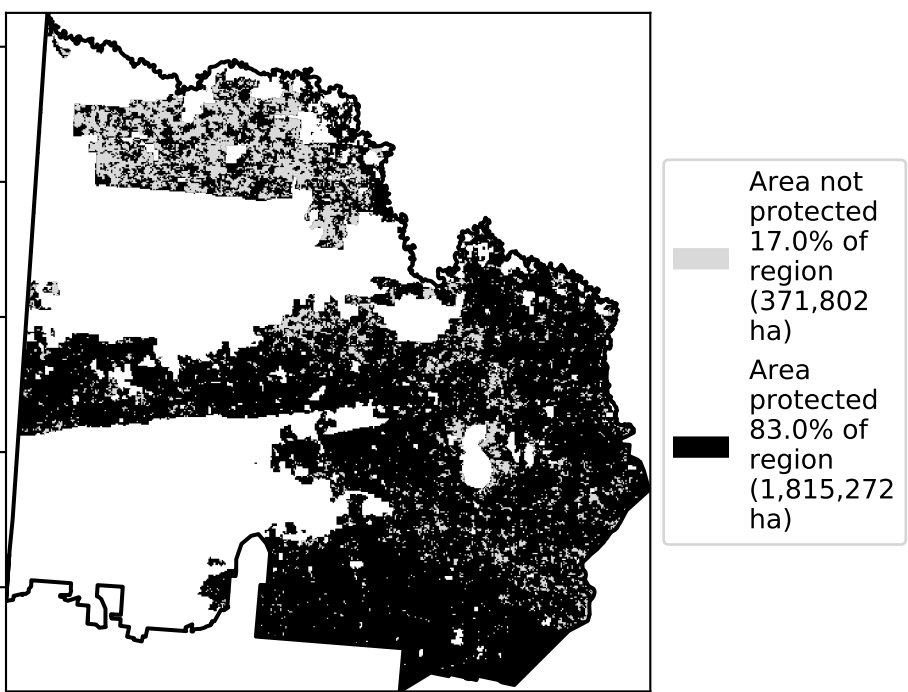 Area not
protected
17.0% of
region
(371,802
ha)
Area
protected
83.0% of
region
(1,815,272
ha)